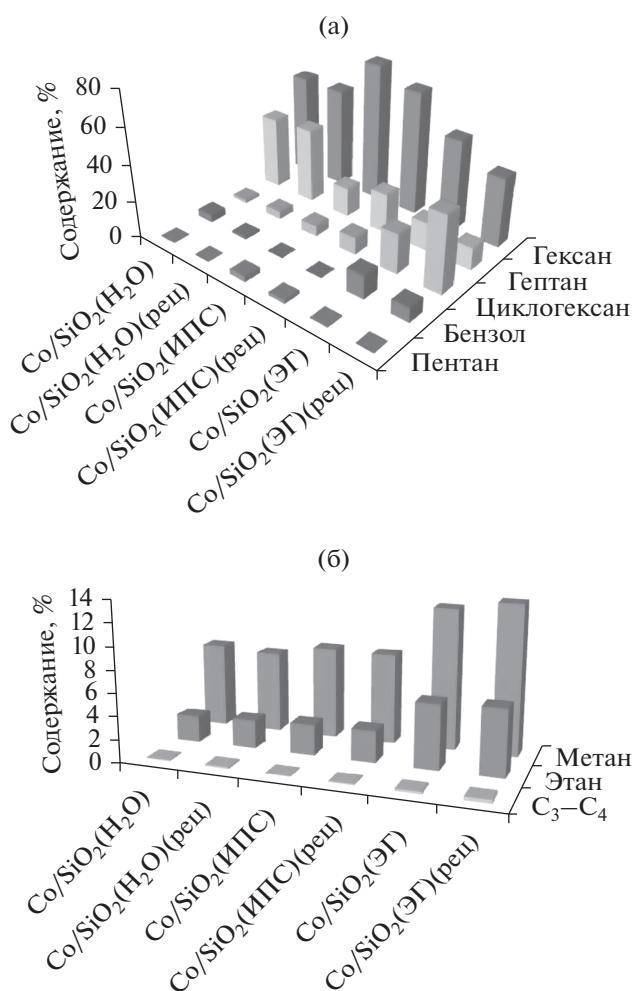 (а)
Содержание, %
80
60
40
20
0
Co/SiO2(H2O)
Co/SiO2(H2O)(рец)
Co/SiO2(ИПС)
Co/SiO2(ИПС)(рец)
Co/SiO2(ЭГ)
Co/SiO2(ЭГ)(рец)
Гексан
Гептан
Циклогексан
Бензол
Пентан
(б)
Содержание, %
14
12
10
8
6
4
2
0
Co/SiO2(H2O)
Co/SiO2(H2O)(рец)
Co/SiO2(ИПС)
Co/SiO2(ИПС)(рец)
Co/SiO2(ЭГ)
Co/SiO2(ЭГ)(рец)
Метан
Этан
C3–C4